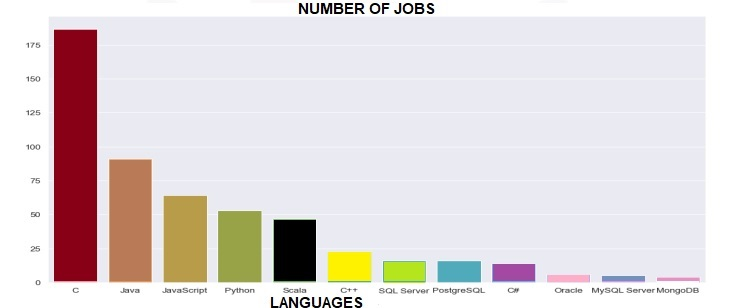 NUMBER OF JOBS
175
150
125
100
75
50
25
0
C Java JavaScript Python Scala C++ SQL Server PostgreSQL C# Oracle MySQL Server MongoDB
LANGUAGES